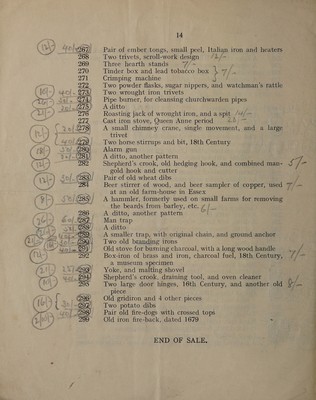 14
267 Pair of ember tongs, small peel, Italian iron and heaters
268 Two trivets, scroll-work design 12/-
269 Three hearth stands 7/-
270 Tinder box and lead tobacco box } 7/-
271 Crimping machine
272 Two powder flasks, sugar nippers, and watchman's rattle
273 Two wrought iron trivets
274 Pipe burner, for cleansing churchwarden pipes
275 A ditto
276 Roasting jack of wrought iron, and a spit
277 Cast iron stove, Queen Anne period
278 A small chimney crane, single movement, and a large
trivet
279 Two horse stirrups and bit, 18th Century
280 Alarm gun
281 A ditto, another pattern
282 Shepherd's crook, old hedging hook, and combined man- 5/-
gold hook and cutter
283 Pair of old wheat dibs
284 Beer stirrer of wood, and beer sampler of copper, used 7/-
at an old farm-house in Essex
285 A hammler, formerly used on small farms for removing
the beards from barley, etc. 6/-
286 A ditto, another pattern
287 Man trap
288 A ditto
289 A smaller trap, with original chain, and ground anchor
290 Two old branding irons
291 Old stove for burning charcoal, with a long wood handle
292 Box-iron of brass and iron, charcoal fuel, 18th Century, 7/-
a museum specimen
293 Yoke, and malting shovel
294 Shepherd's crook, draining tool, and oven cleaner
295 Two large door hinges, 16th Century, and another old 8/-
piece
296 Old gridiron and 4 other pieces
297 Two potato dibs
298 Pair old fire-dogs with crossed tops
299 Old iron fire-back, dated 1679
END OF SALE.